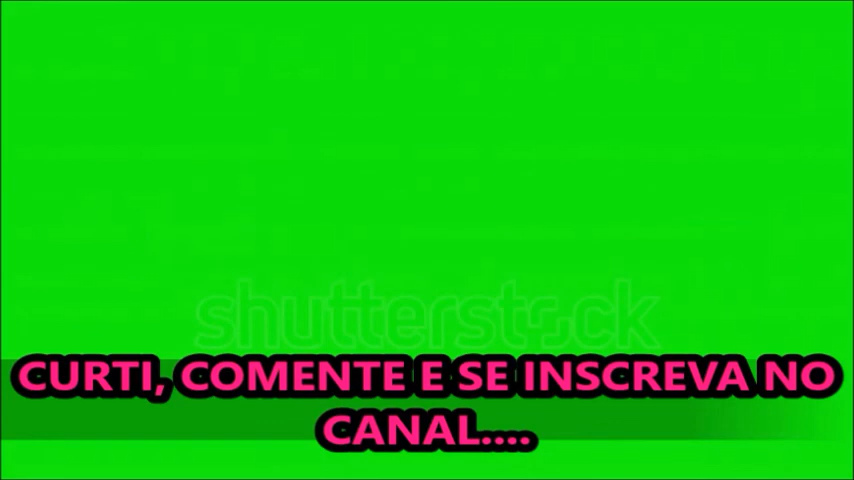 shutterstock
CURTI, COMENTE E SE INSCREVA NO
CANAL....